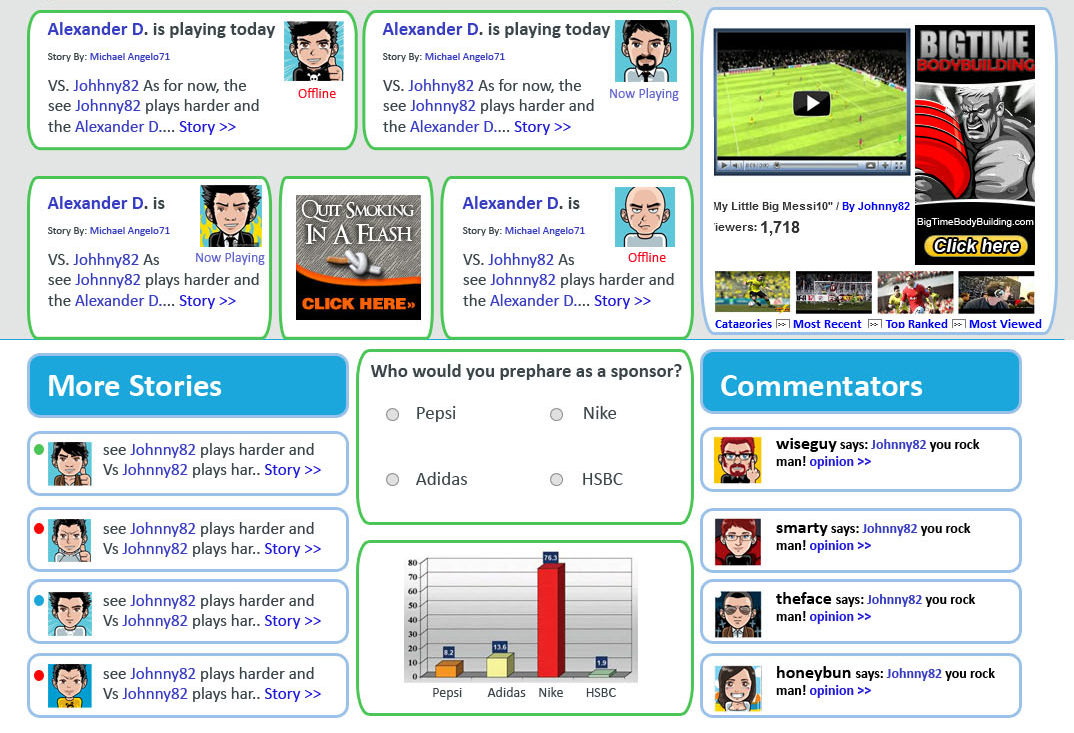 Alexander D. is playing today
Story By: Michael Angelo71
VS. Johhny82 As for now, the
see Johnny82 plays harder and
the Alexander D.... Story >>
Offline
Alexander D. is playing today
Story By: Michael Angelo71
VS. Johhny82 As for now, the
see Johnny82 plays harder and
the Alexander D.... Story >>
Now Playing
My Little Big Messi10" / By Johnny82
iewers: 1,718
BIGTIME
BODYBUILDING
BigTimeBodyBuilding.com
Click here
Catagories Most Recent Top Ranked Most Viewed
Alexander D. is
Story By: Michael Angelo71
VS. Johhny82 As
see Johnny82 plays harder and
the Alexander D.... Story >>
Now Playing
QUIT SMOKING
IN A FLASH
CLICK HERE»
Alexander D. is
Story By: Michael Angelo71
VS. Johhny82 As
see Johnny82 plays harder and
the Alexander D.... Story >>
Offline
More Stories
see Johnny82 plays harder and
Vs Johnny82 plays har.. Story >>
see Johnny82 plays harder and
Vs Johnny82 plays har.. Story >>
see Johnny82 plays harder and
Vs Johnny82 plays har.. Story >>
see Johnny82 plays harder and
Vs Johnny82 plays har.. Story >>
Who would you prephare as a sponsor?
Pepsi Nike
Adidas HSBC
80
70
60
50
40
30
20
10
0
8.2 13.6 76.3 1.9
Pepsi Adidas Nike HSBC
Commentators
wiseguy says: Johnny82 you rock
man! opinion >>
smarty says: Johnny82 you rock
man! opinion >>
theface says: Johnny82 you rock
man! opinion >>
honeybun says: Johnny82 you rock
man! opinion >>